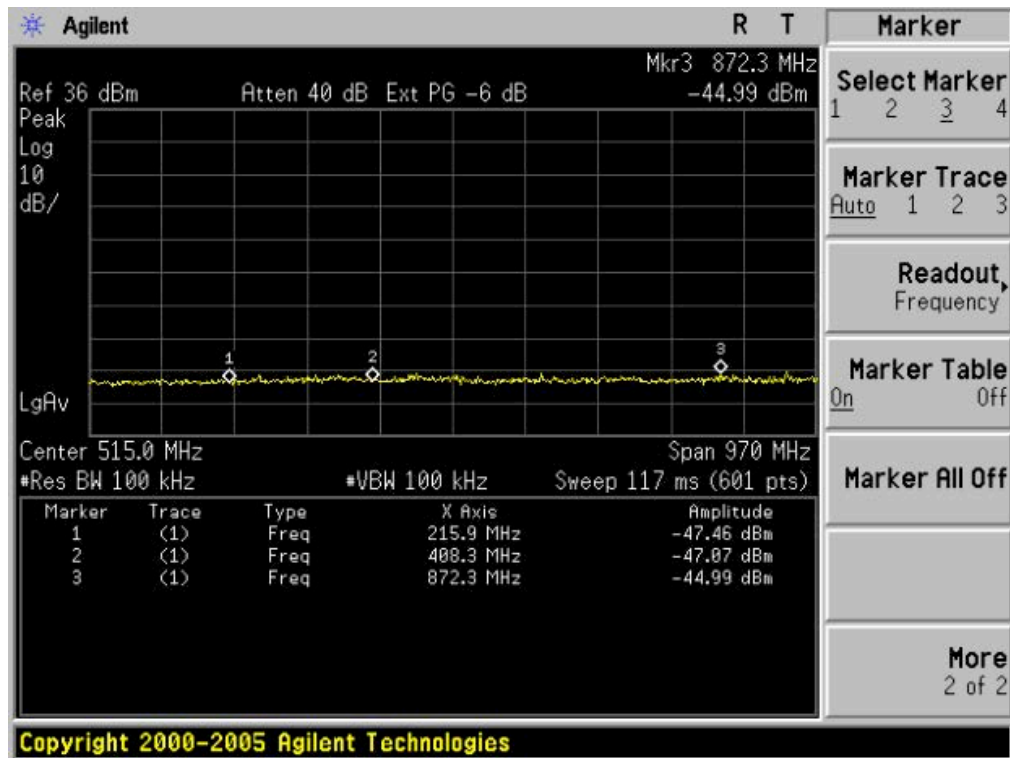 Agilent R T Marker
Mkr3 872.3 MHz
Ref 36 dBm Atten 40 dB Ext PG -6 dB -44.99 dBm
Peak
Log
10
dB/
1 2 3
LgAv
Center 515.0 MHz Span 970 MHz
#Res BW 100 kHz #VBW 100 kHz Sweep 117 ms (601 pts)
Marker Trace Type X Axis Amplitude
1 (1) Freq 215.9 MHz -47.46 dBm
2 (1) Freq 408.3 MHz -47.07 dBm
3 (1) Freq 872.3 MHz -44.99 dBm
Select Marker
1 2 3 4
Marker Trace
Auto 1 2 3
Readout
Frequency
Marker Table
On Off
Marker All Off
More
2 of 2
Copyright 2000-2005 Agilent Technologies